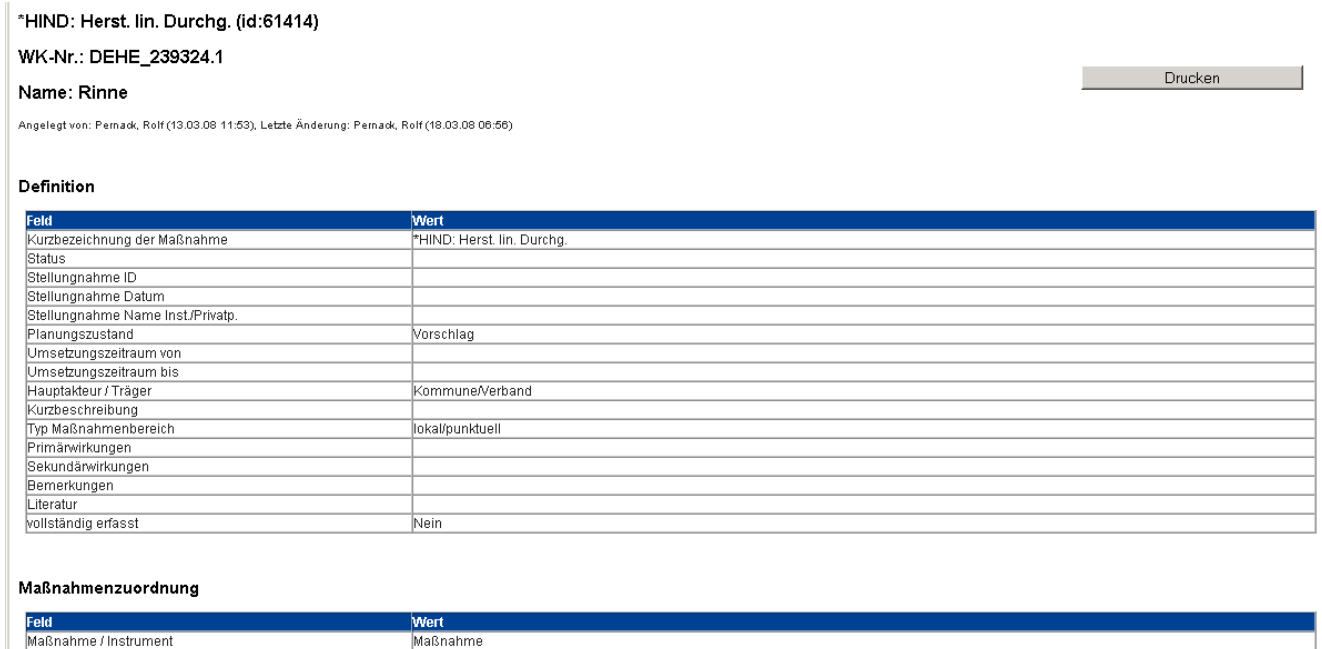 *HIND: Herst. lin. Durchg. (id:61414)
WK-Nr.: DEHE_239324.1
Drucken
Name: Rinne
Angelegt von: Pernack, Rolf (13.03.08 11:53), Letzte Änderung: Pernack, Rolf (18.03.08 06:56)
Definition
Feld Wert
Kurzbezeichnung der Maßnahme *HIND: Herst. lin. Durchg.
Status
Stellungnahme ID
Stellungnahme Datum
Stellungnahme Name Inst./Privatp.
Planungszustand Vorschlag
Umsetzungszeitraum von
Umsetzungszeitraum bis
Hauptakteur / Träger Kommune/Verband
Kurzbeschreibung
Typ Maßnahmenbereich lokal/punktuell
Primärwirkungen
Sekundärwirkungen
Bemerkungen
Literatur
vollständig erfasst Nein
Maßnahmenzuordnung
Feld Wert
Maßnahme / Instrument Maßnahme